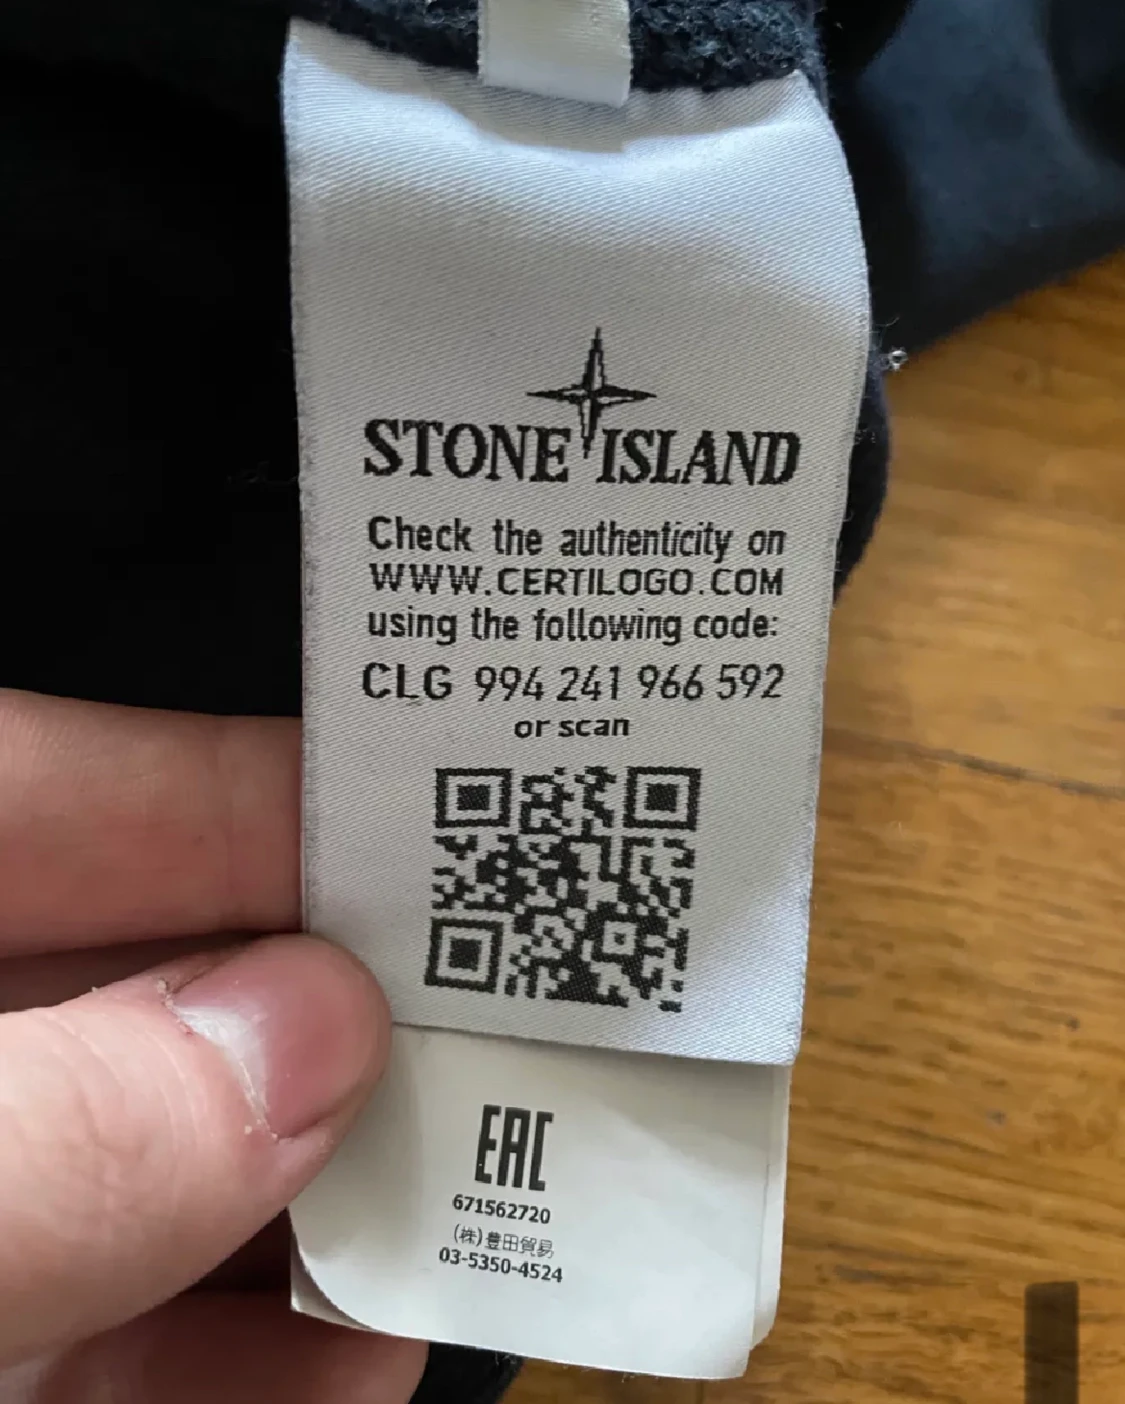 STONE ISLAND
Check the authenticity on
WWW.CERTILOGO.COM
using the following code:
CLG 994 241 966 592
or scan
EAC
671562720
(株)豊田貿易
03-5350-4524